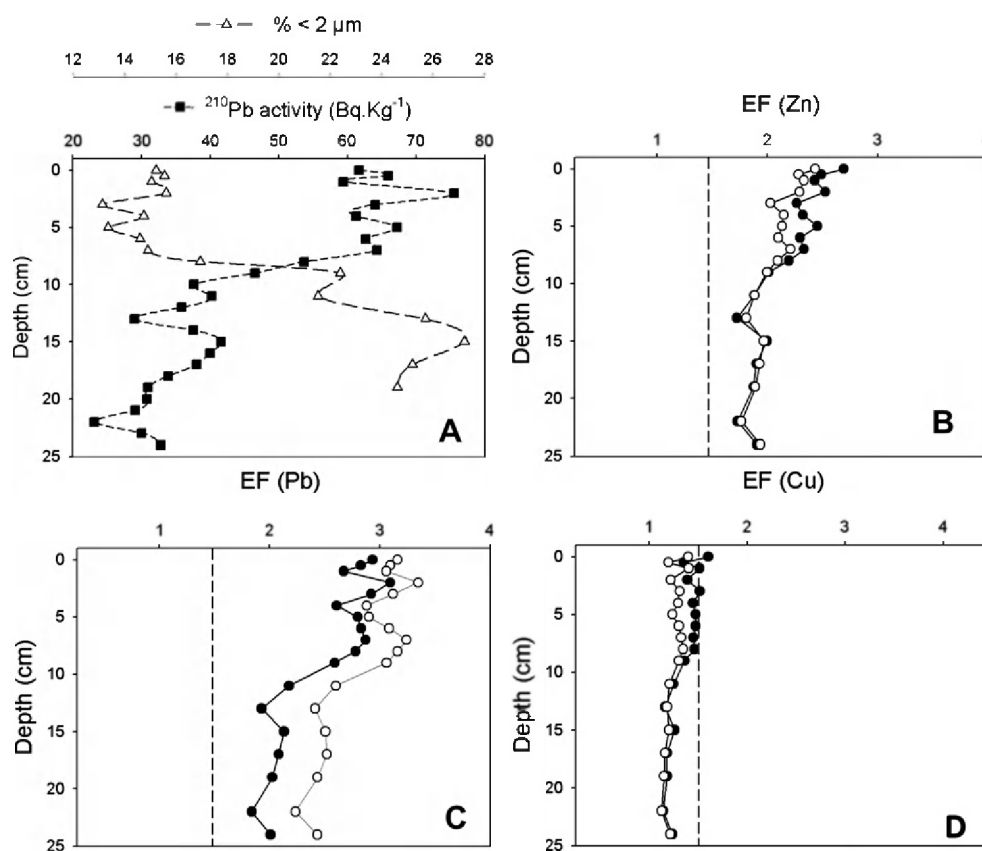 % < 2 µm
12 14 16 18 20 22 24 26 28
²¹⁰Pb activity (Bq.Kg⁻¹)
20 30 40 50 60 70 80
0
5
10
15
20
25
Depth (cm)
A
EF (Zn)
1 2 3
0
5
10
15
20
25
Depth (cm)
B
EF (Pb)
1 2 3 4
0
5
10
15
20
25
Depth (cm)
C
EF (Cu)
1 2 3 4
0
5
10
15
20
25
Depth (cm)
D